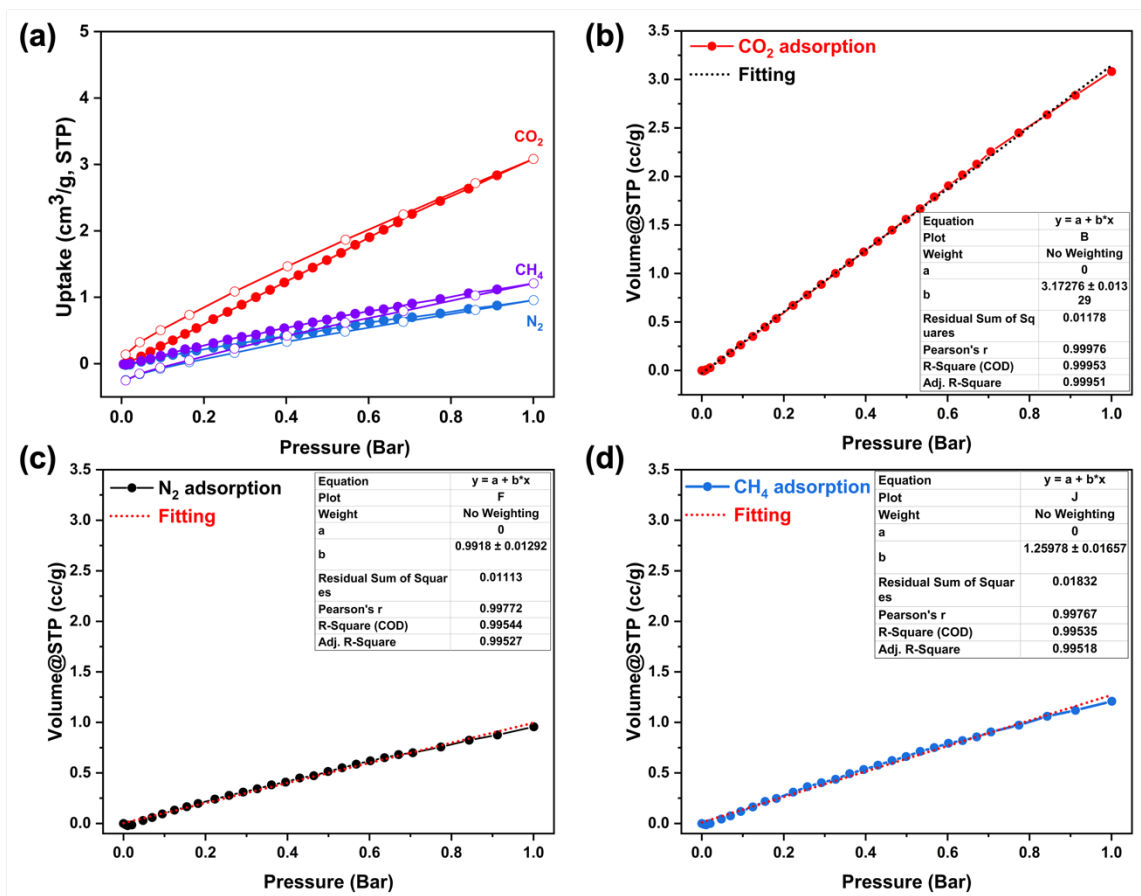 (a)
Uptake (cm³/g, STP)
5
4
3
2
1
0
CO₂
CH₄
N₂
0.0 0.2 0.4 0.6 0.8 1.0
Pressure (Bar)
(b)
Volume@STP (cc/g)
3.5
3.0
2.5
2.0
1.5
1.0
0.5
0.0
CO₂ adsorption
Fitting
Equation y = a + b*x
Plot B
Weight No Weighting
a 0
b 3.17276 ± 0.013
29
Residual Sum of Sq
uares 0.01178
Pearson's r 0.99976
R-Square (COD) 0.99953
Adj. R-Square 0.99951
0.0 0.2 0.4 0.6 0.8 1.0
Pressure (Bar)
(c)
Volume@STP (cc/g)
3.5
3.0
2.5
2.0
1.5
1.0
0.5
0.0
N₂ adsorption
Fitting
Equation y = a + b*x
Plot F
Weight No Weighting
a 0
b 0.9918 ± 0.01292
Residual Sum of Squar
es 0.01113
Pearson's r 0.99772
R-Square (COD) 0.99544
Adj. R-Square 0.99527
0.0 0.2 0.4 0.6 0.8 1.0
Pressure (Bar)
(d)
Volume@STP (cc/g)
3.5
3.0
2.5
2.0
1.5
1.0
0.5
0.0
CH₄ adsorption
Fitting
Equation y = a + b*x
Plot J
Weight No Weighting
a 0
b 1.25978 ± 0.01657
Residual Sum of Squar
es 0.01832
Pearson's r 0.99767
R-Square (COD) 0.99535
Adj. R-Square 0.99518
0.0 0.2 0.4 0.6 0.8 1.0
Pressure (Bar)